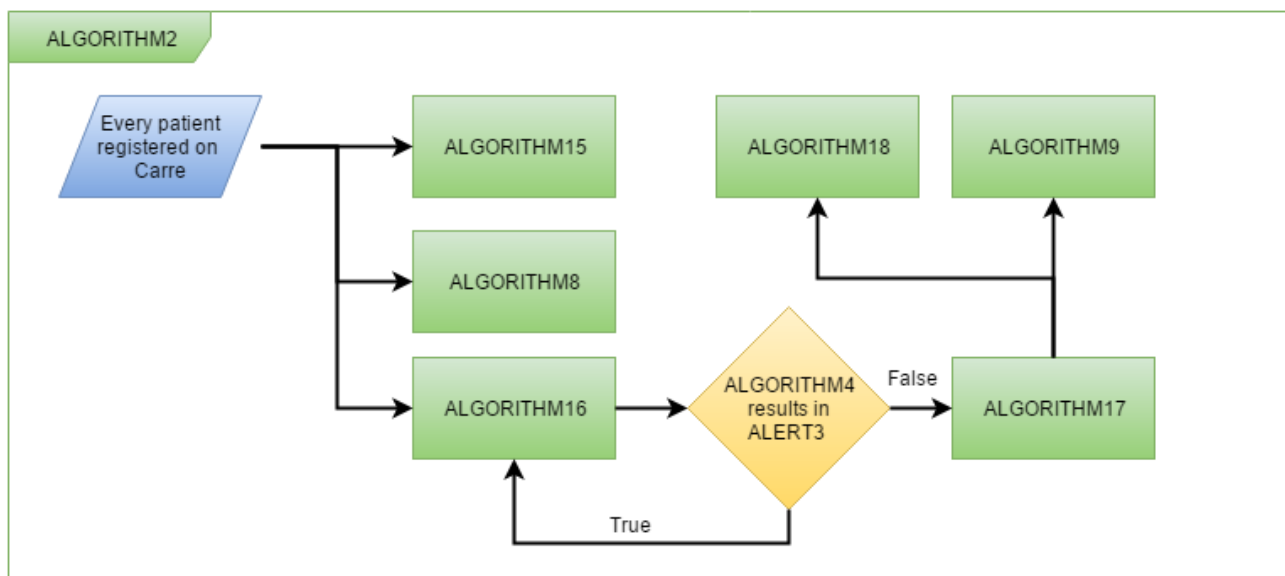 ALGORITHM2
Every patient
registered on
Carre
ALGORITHM15
ALGORITHM18
ALGORITHM9
ALGORITHM8
ALGORITHM16
ALGORITHM4
results in
ALERT3
False
ALGORITHM17
True